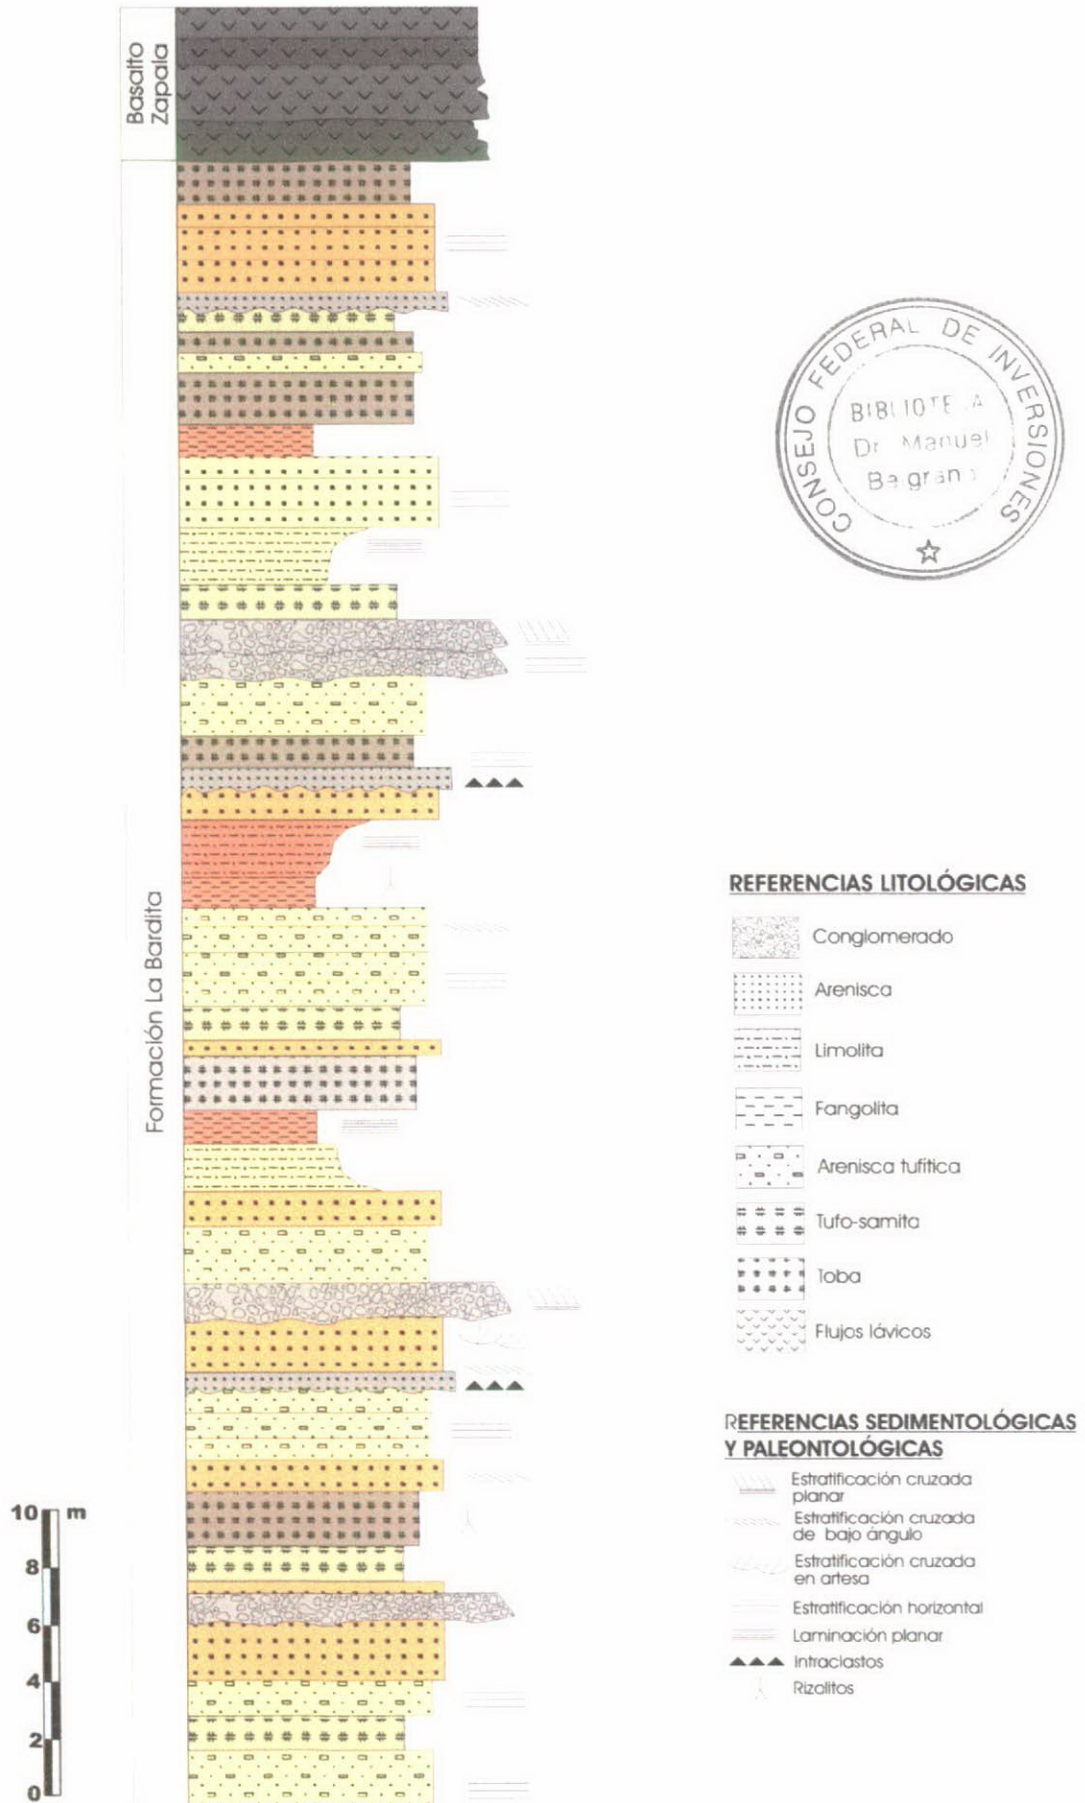 Basalto
Zapala
Formación La Bardita
10 m
8
6
4
2
0
CONSEJO FEDERAL DE INVERSIONES
Dr. Manuel
REFERENCIAS LITOLÓGICAS
Conglomerado
Arenisca
Limolita
Fangolita
Arenisca tufítica
Tufo-samita
Toba
Flujos lávicos
REFERENCIAS SEDIMENTOLÓGICAS
Y PALEONTOLÓGICAS
Estratificación cruzada
planar
Estratificación cruzada
de bajo ángulo
Estratificación cruzada
en artesa
Estratificación horizontal
Laminación planar
Intraclastos
Rizolitos